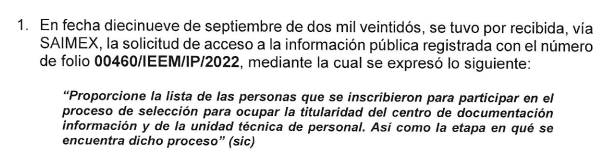 1. En fecha diecinueve de septiembre de dos mil veintidós, se tuvo por recibida, vía
SAIMEX, la solicitud de acceso a la información pública registrada con el número
de folio 00460/IEEM/IP/2022, mediante la cual se expresó lo siguiente:
“Proporcione la lista de las personas que se inscribieron para participar en el
proceso de selección para ocupar la titularidad del centro de documentación
información y de la unidad técnica de personal. Así como la etapa en qué se
encuentra dicho proceso” (sic)